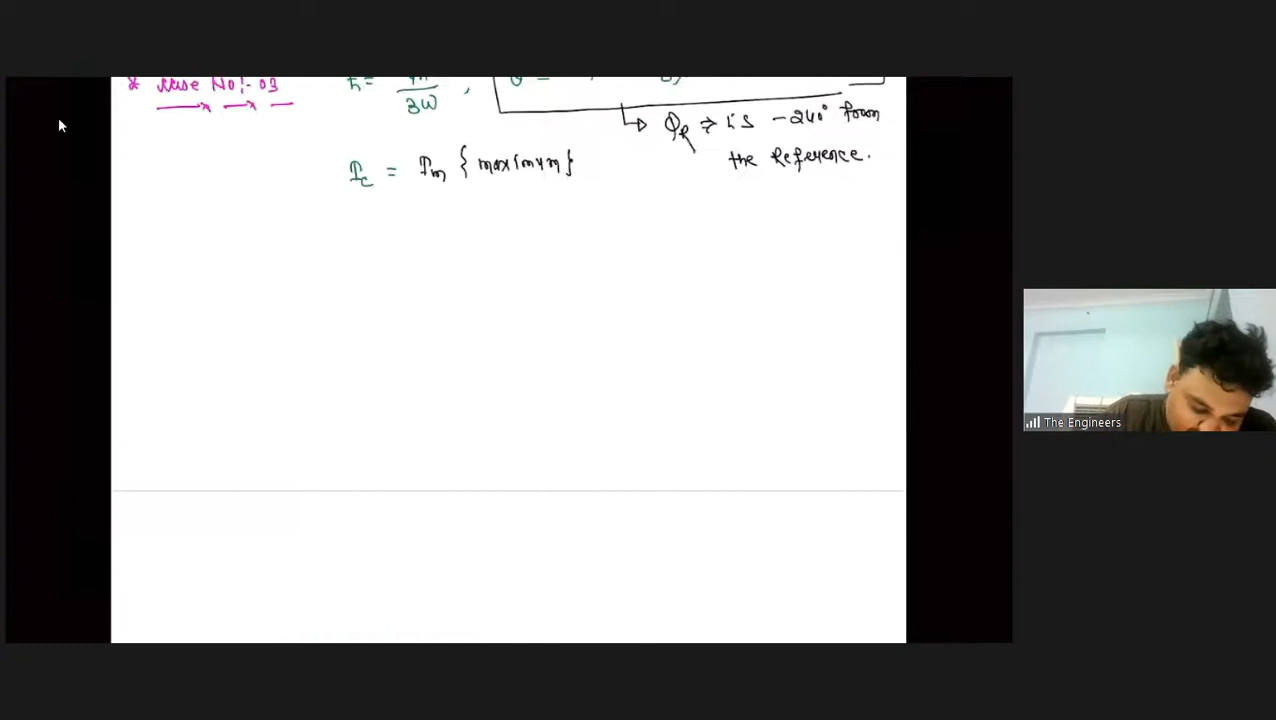 * Case No:- 03
3ω ,
ΦR ⇒ is -240° from
the Reference.
Ic = Im {maximum}
The Engineers